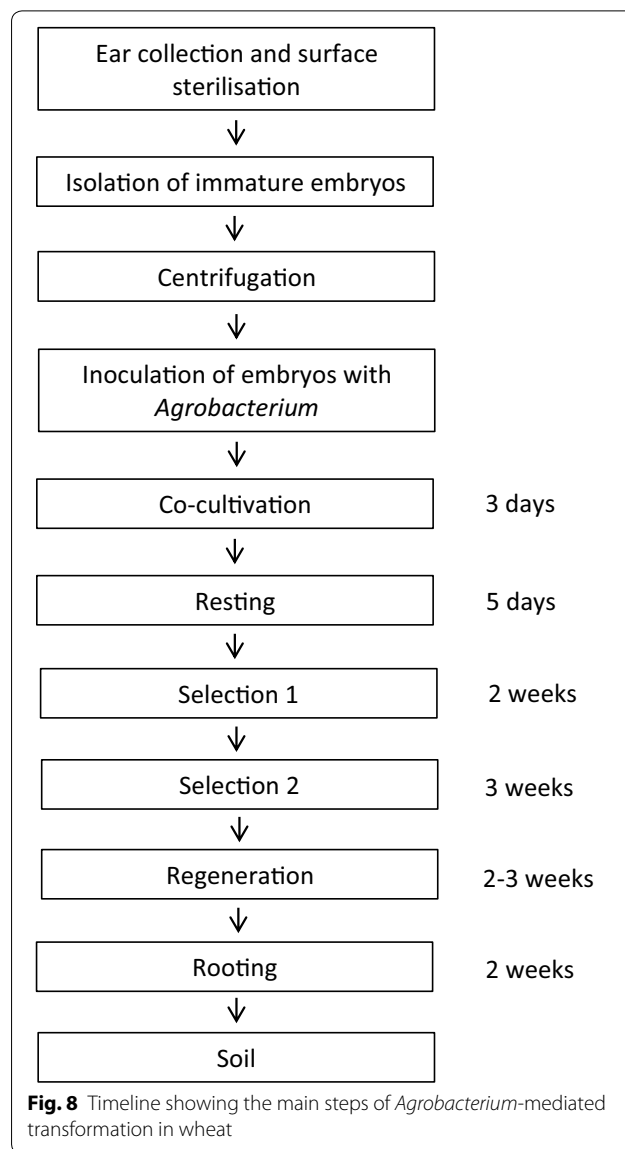 Ear collection and surface
sterilisation
Isolation of immature embryos
Centrifugation
Inoculation of embryos with
Agrobacterium
Co-cultivation 3 days
Resting 5 days
Selection 1 2 weeks
Selection 2 3 weeks
Regeneration 2-3 weeks
Rooting 2 weeks
Soil
Fig. 8 Timeline showing the main steps of Agrobacterium-mediated
transformation in wheat